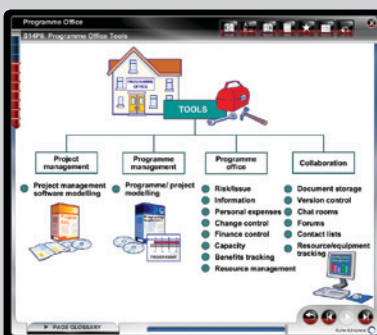 Programme Office
S14P8. Programme Office Tools
PROGRAMME
OFFICE
TOOLS
Project
management
Programme
management
Programme
office
Collaboration
Project management
software modelling
Programme/ project
modelling
Risk/Issue
Information
Personal expenses
Change control
Finance control
Capacity
Benefits tracking
Resource management
Document storage
Version control
Chat rooms
Forums
Contact lists
Resource/equipment
tracking
PAGE GLOSSARY